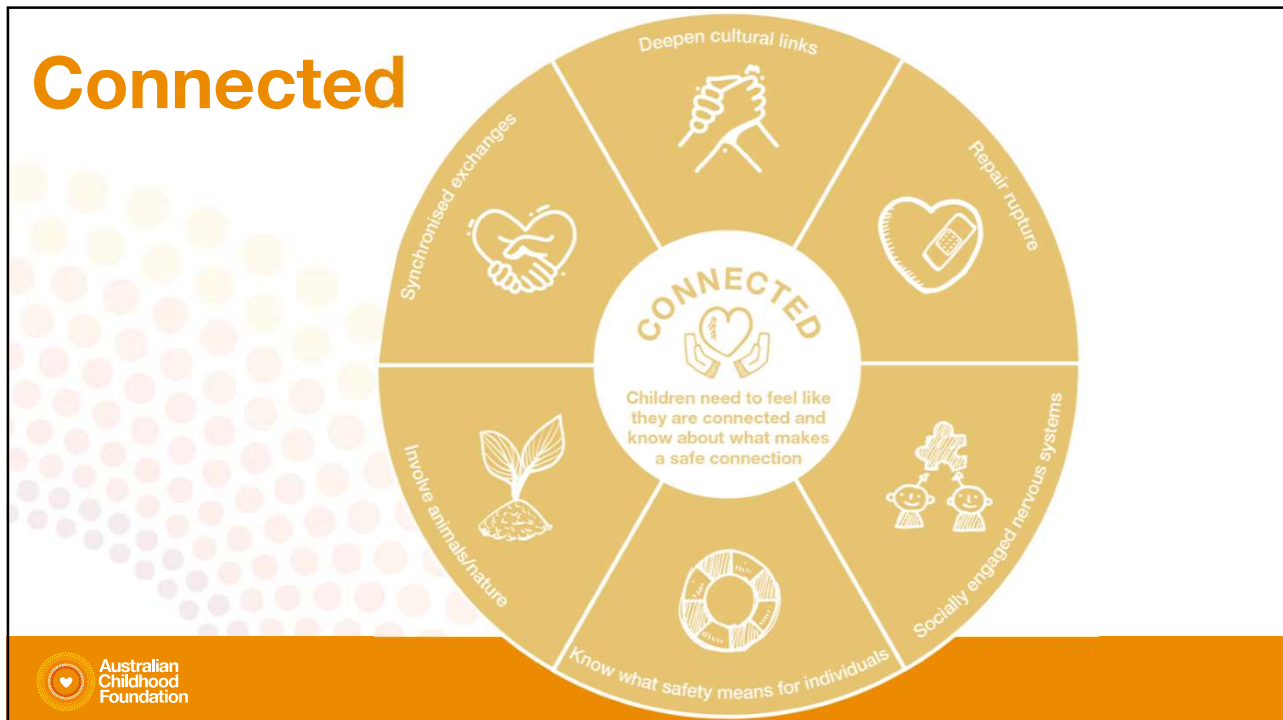 Connected
Deepen cultural links
Repair rupture
Socially engaged nervous systems
Know what safety means for individuals
Involve animals/nature
Synchronised exchanges
CONNECTED
Children need to feel like
they are connected and
know about what makes
a safe connection
Australian
Childhood
Foundation